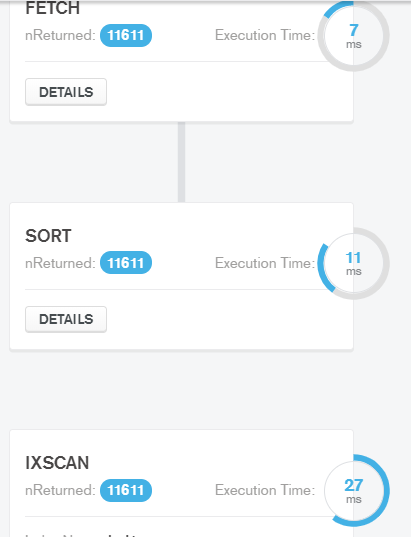 FETCH
nReturned: 11611 Execution Time: 7 ms
DETAILS
SORT
nReturned: 11611 Execution Time: 11 ms
DETAILS
IXSCAN
nReturned: 11611 Execution Time: 27 ms